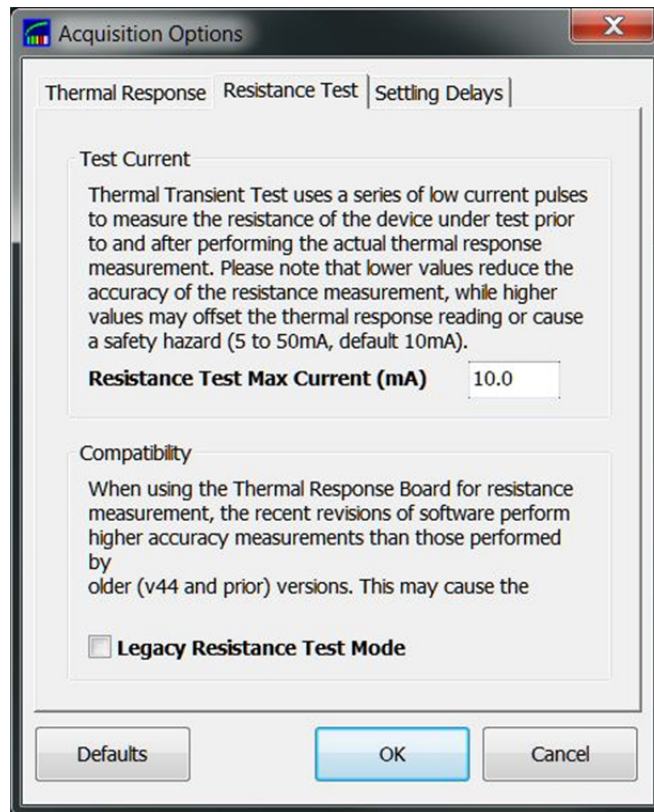 Acquisition Options
Thermal Response Resistance Test Settling Delays
Test Current
Thermal Transient Test uses a series of low current pulses
to measure the resistance of the device under test prior
to and after performing the actual thermal response
measurement. Please note that lower values reduce the
accuracy of the resistance measurement, while higher
values may offset the thermal response reading or cause
a safety hazard (5 to 50mA, default 10mA).
Resistance Test Max Current (mA) 10.0
Compatibility
When using the Thermal Response Board for resistance
measurement, the recent revisions of software perform
higher accuracy measurements than those performed
by
older (v44 and prior) versions. This may cause the
Legacy Resistance Test Mode
Defaults OK Cancel